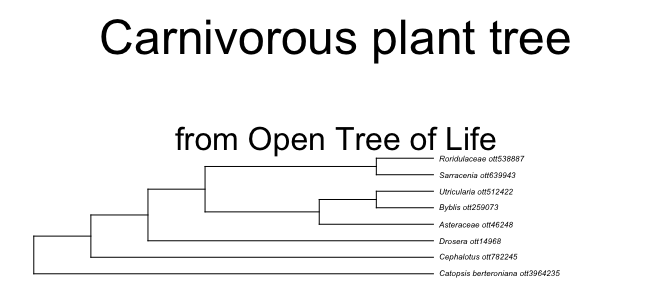 Carnivorous plant tree
from Open Tree of Life
Roridulaceae ott538887
Sarracenia ott639943
Utricularia ott512422
Byblis ott259073
Asteraceae ott46248
Drosera ott14968
Cephalotus ott782245
Catopsis berteroniana ott3964235